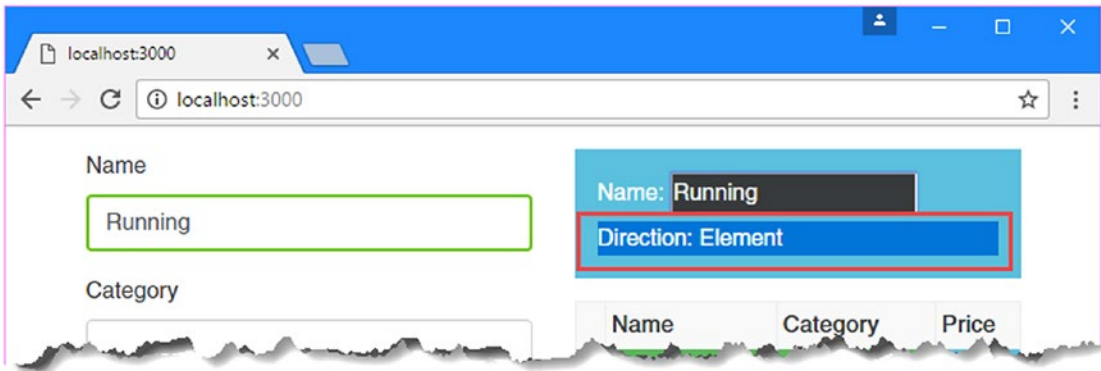 localhost:3000
localhost:3000
Name
Running
Category
Name: Running
Direction: Element
Name Category Price